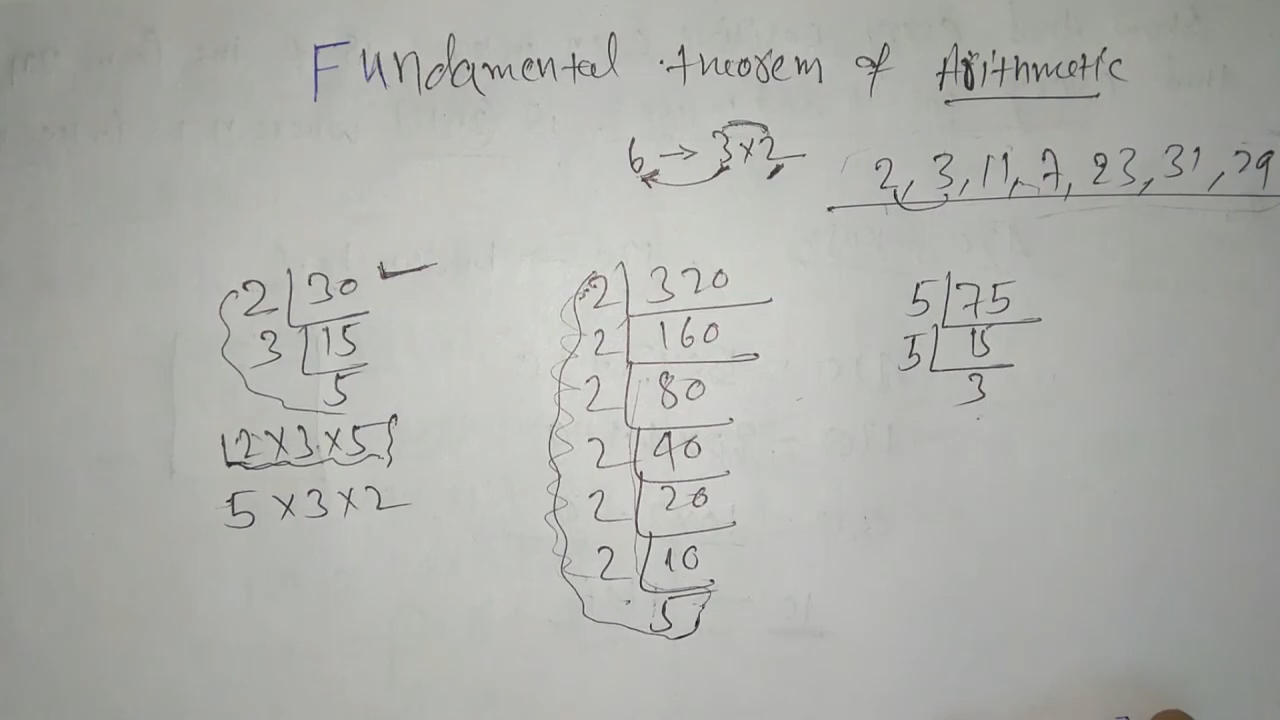 Fundamental theorem of Arithmetic
6 → 3×2
2, 3, 11, 7, 23, 31, 29
2 | 30
3 | 15
5
2×3×5
5×3×2
2 | 320
2 | 160
2 | 80
2 | 40
2 | 20
2 | 10
5
5 | 75
5 | 15
3